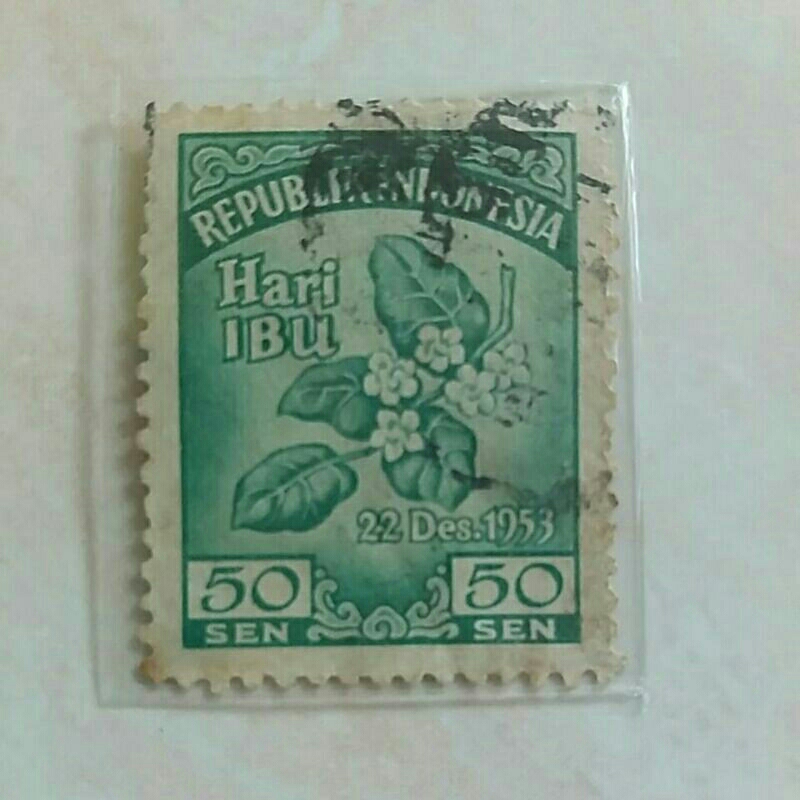 REPUBLIK INDONESIA
Hari
IBU
22 Des. 1953
50 50
SEN SEN